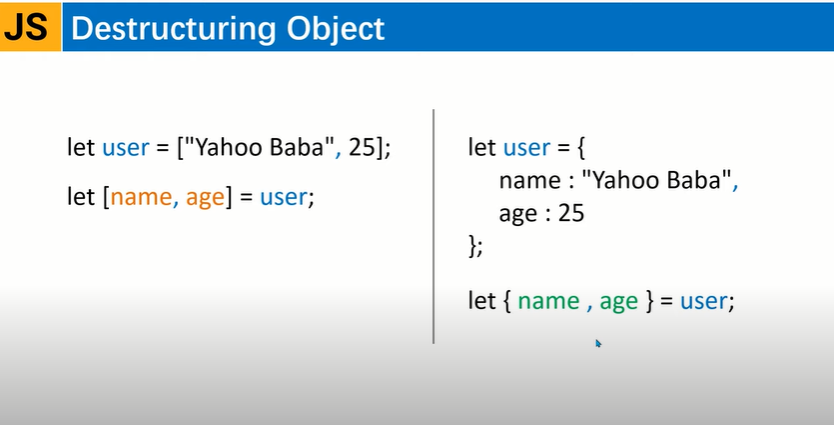 JS Destructuring Object
let user = ["Yahoo Baba", 25];
let [name, age] = user;
let user = {
name : "Yahoo Baba",
age : 25
};
let { name , age } = user;